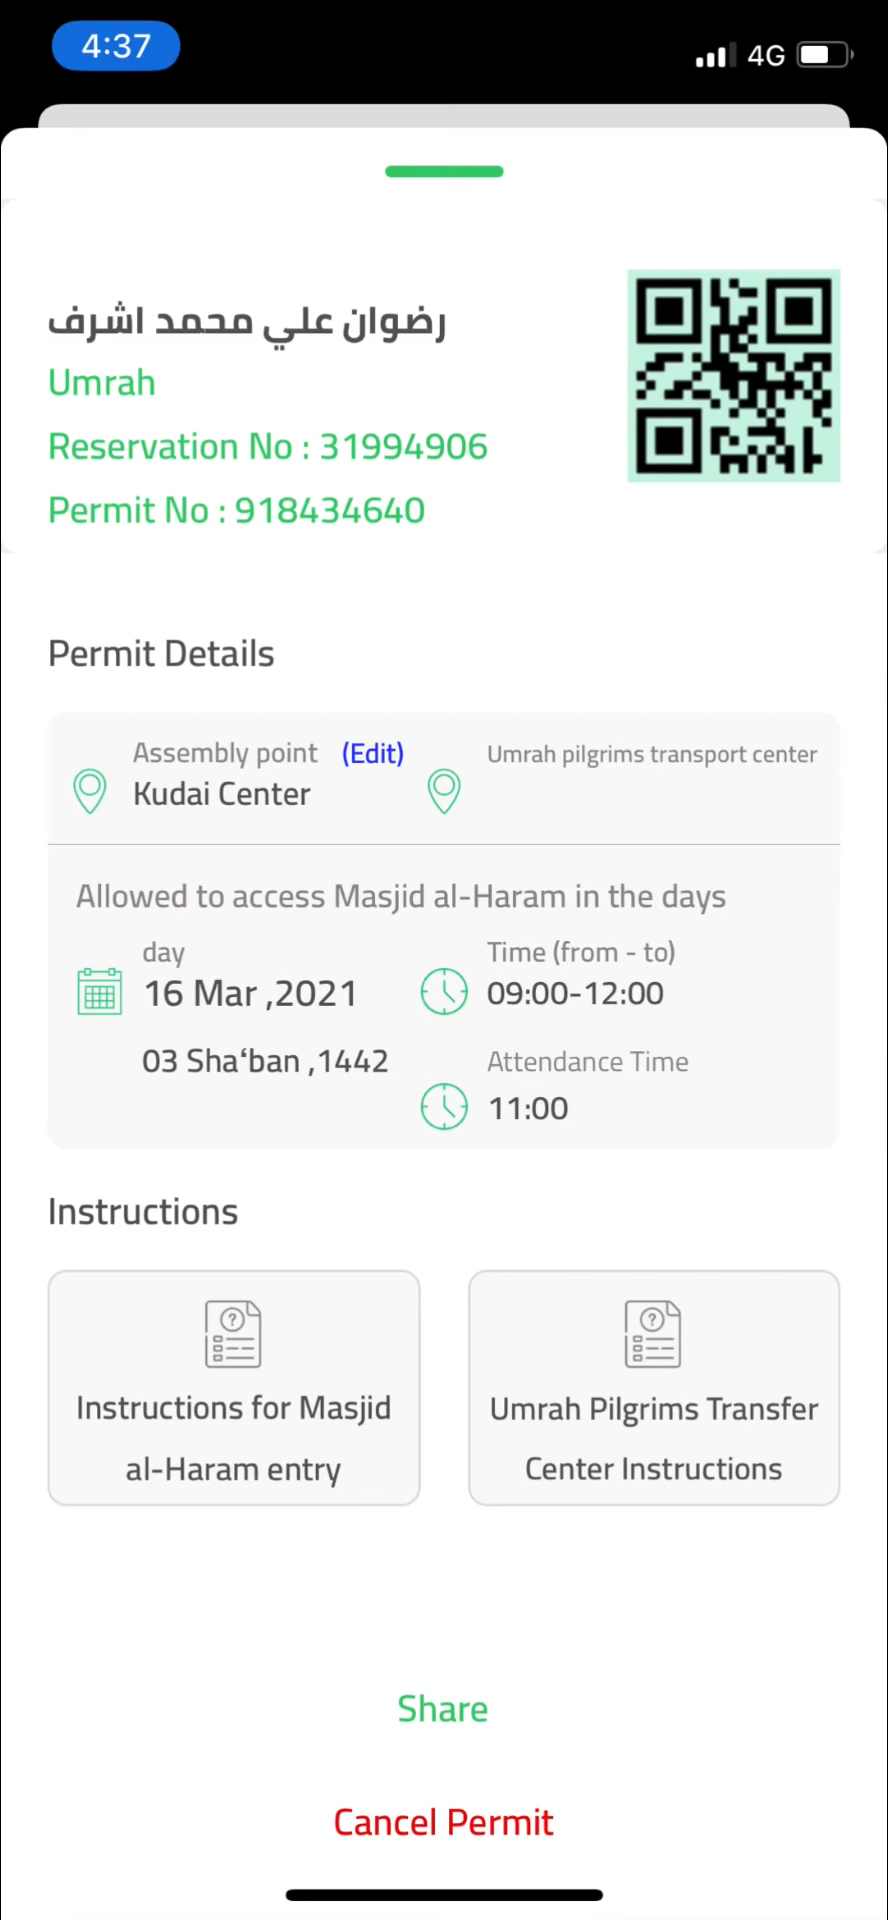 4:37
4G
رضوان علي محمد اشرف
Umrah
Reservation No : 31994906
Permit No : 918434640
Permit Details
Assembly point (Edit)
Kudai Center
Umrah pilgrims transport center
Allowed to access Masjid al-Haram in the days
day
16 Mar ,2021
03 Sha‘ban ,1442
Time (from - to)
09:00-12:00
Attendance Time
11:00
Instructions
Instructions for Masjid
al-Haram entry
Umrah Pilgrims Transfer
Center Instructions
Share
Cancel Permit